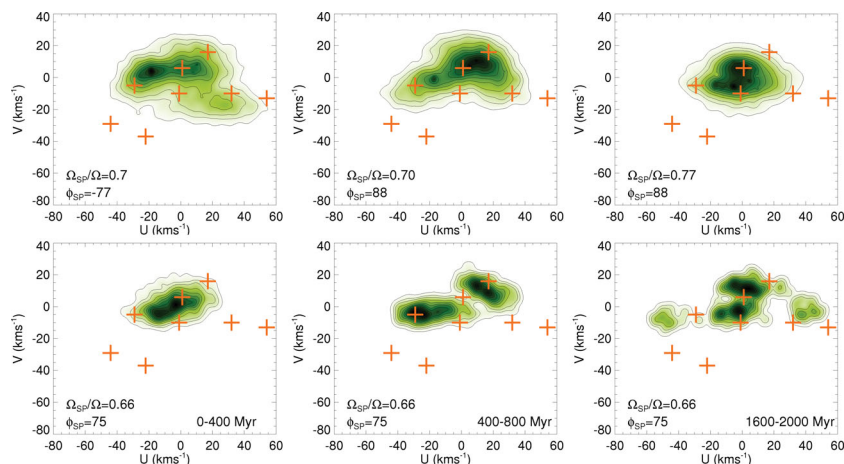 40
20
0
-20
-40
-60
-80
V (kms⁻¹)
Ω_SP/Ω=0.7
ϕ_SP=-77
-80 -60 -40 -20 0 20 40 60
U (kms⁻¹)
40
20
0
-20
-40
-60
-80
V (kms⁻¹)
Ω_SP/Ω=0.70
ϕ_SP=88
-80 -60 -40 -20 0 20 40 60
U (kms⁻¹)
40
20
0
-20
-40
-60
-80
V (kms⁻¹)
Ω_SP/Ω=0.77
ϕ_SP=88
-80 -60 -40 -20 0 20 40 60
U (kms⁻¹)
40
20
0
-20
-40
-60
-80
V (kms⁻¹)
Ω_SP/Ω=0.66
ϕ_SP=75 0-400 Myr
-80 -60 -40 -20 0 20 40 60
U (kms⁻¹)
40
20
0
-20
-40
-60
-80
V (kms⁻¹)
Ω_SP/Ω=0.66
ϕ_SP=75 400-800 Myr
-80 -60 -40 -20 0 20 40 60
U (kms⁻¹)
40
20
0
-20
-40
-60
-80
V (kms⁻¹)
Ω_SP/Ω=0.66
ϕ_SP=75 1600-2000 Myr
-80 -60 -40 -20 0 20 40 60
U (kms⁻¹)